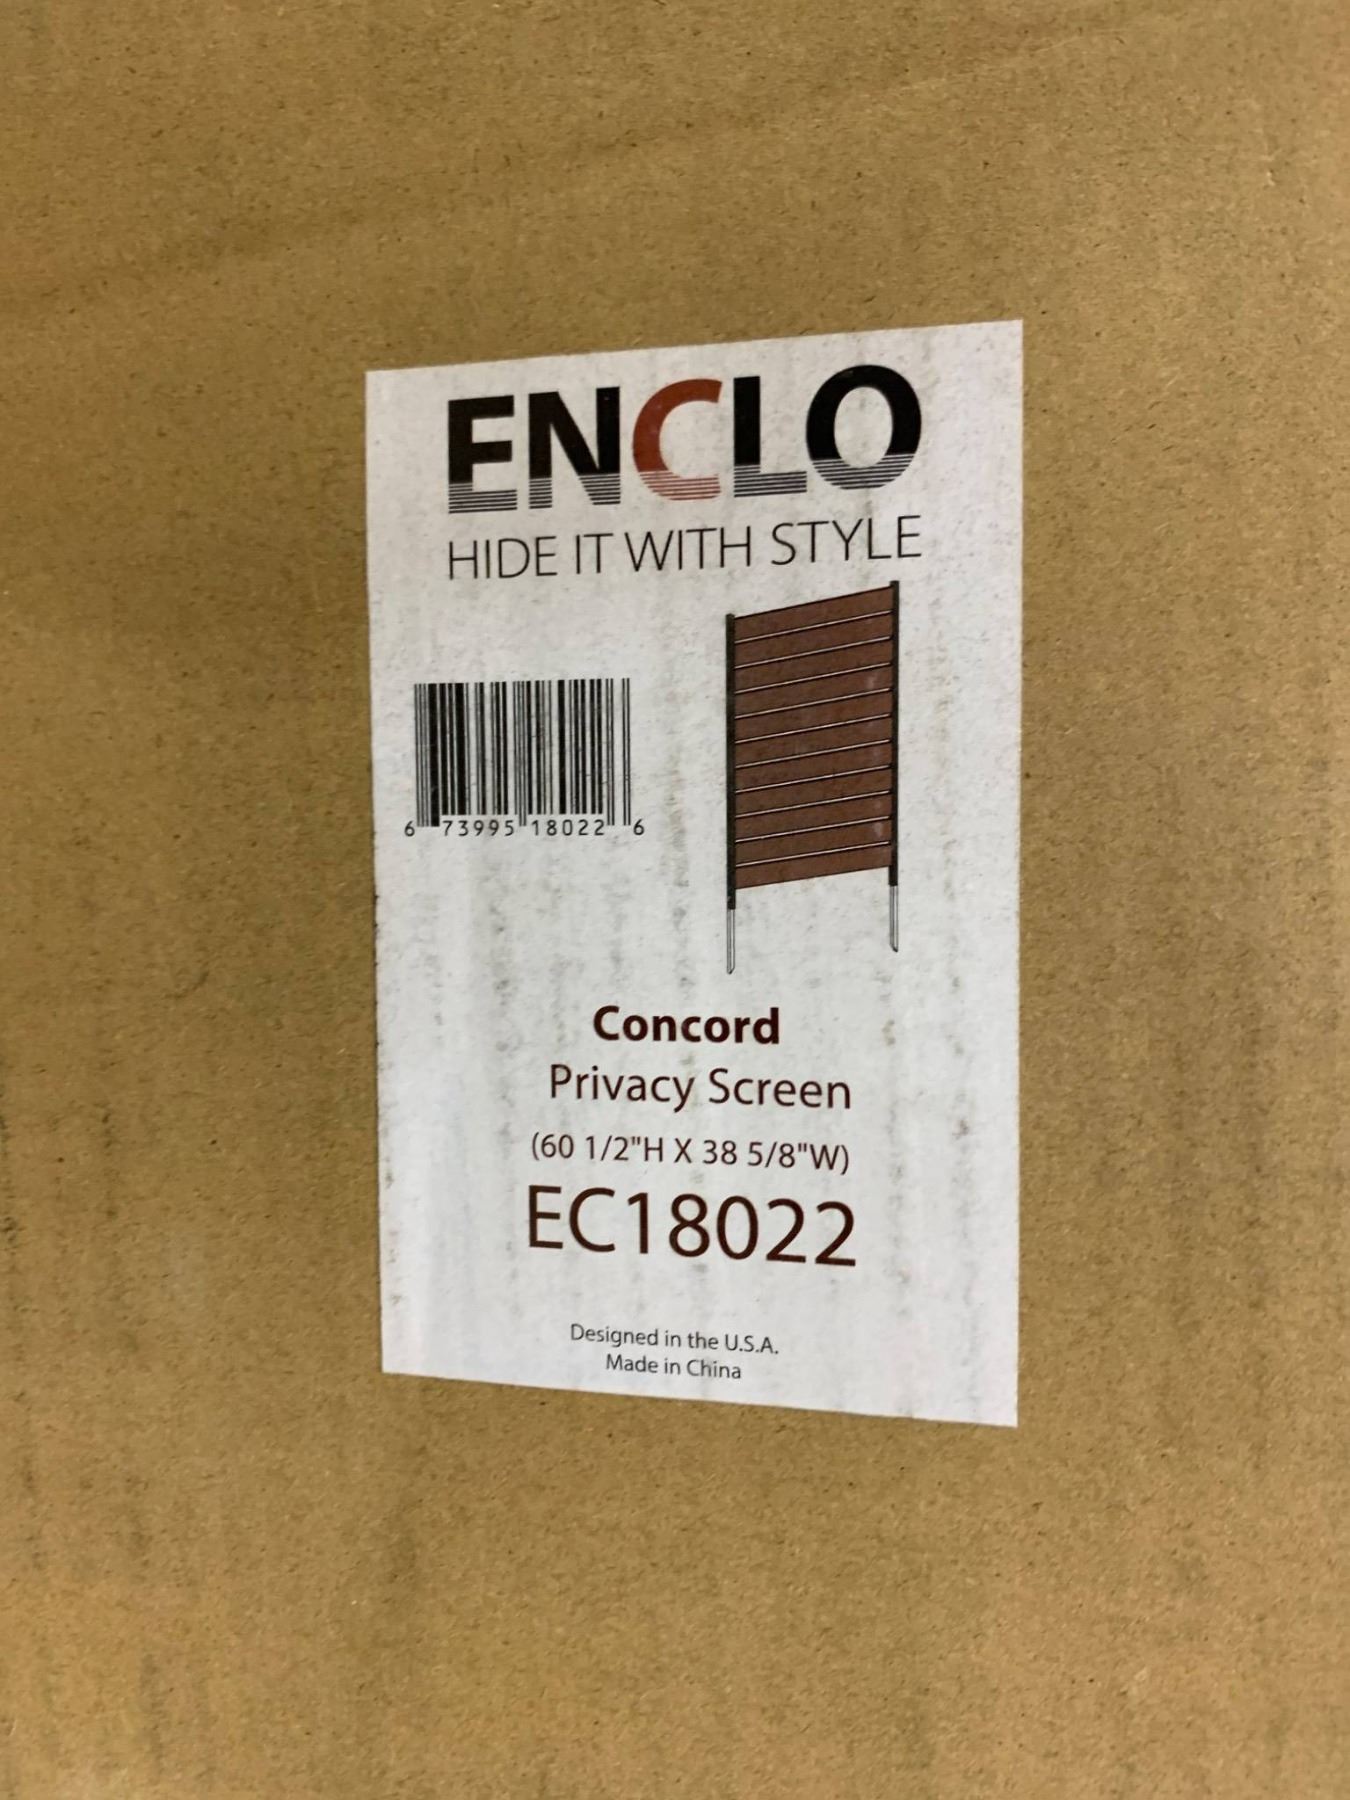 ENCLO
HIDE IT WITH STYLE
6 73995 18022 6
Concord
Privacy Screen
(60 1/2"H X 38 5/8"W)
EC18022
Designed in the U.S.A.
Made in China